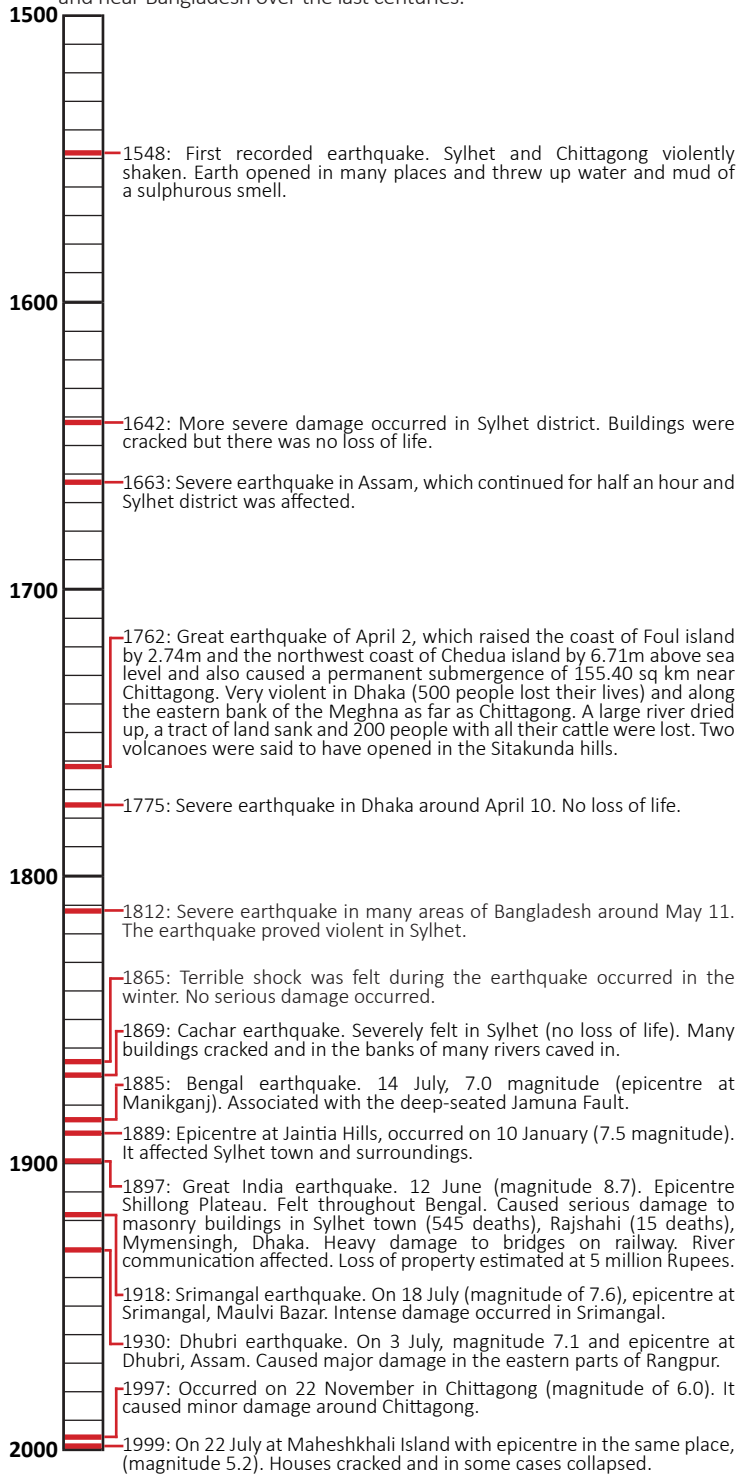 and near Bangladesh over the last centuries.
1500
1548: First recorded earthquake. Sylhet and Chittagong violently
shaken. Earth opened in many places and threw up water and mud of
a sulphurous smell.
1600
1642: More severe damage occurred in Sylhet district. Buildings were
cracked but there was no loss of life.
1663: Severe earthquake in Assam, which continued for half an hour and
Sylhet district was affected.
1700
1762: Great earthquake of April 2, which raised the coast of Foul island
by 2.74m and the northwest coast of Chedua island by 6.71m above sea
level and also caused a permanent submergence of 155.40 sq km near
Chittagong. Very violent in Dhaka (500 people lost their lives) and along
the eastern bank of the Meghna as far as Chittagong. A large river dried
up, a tract of land sank and 200 people with all their cattle were lost. Two
volcanoes were said to have opened in the Sitakunda hills.
1775: Severe earthquake in Dhaka around April 10. No loss of life.
1800
1812: Severe earthquake in many areas of Bangladesh around May 11.
The earthquake proved violent in Sylhet.
1865: Terrible shock was felt during the earthquake occurred in the
winter. No serious damage occurred.
1869: Cachar earthquake. Severely felt in Sylhet (no loss of life). Many
buildings cracked and in the banks of many rivers caved in.
1885: Bengal earthquake. 14 July, 7.0 magnitude (epicentre at
Manikganj). Associated with the deep-seated Jamuna Fault.
1889: Epicentre at Jaintia Hills, occurred on 10 January (7.5 magnitude).
It affected Sylhet town and surroundings.
1900
1897: Great India earthquake. 12 June (magnitude 8.7). Epicentre
Shillong Plateau. Felt throughout Bengal. Caused serious damage to
masonry buildings in Sylhet town (545 deaths), Rajshahi (15 deaths),
Mymensingh, Dhaka. Heavy damage to bridges on railway. River
communication affected. Loss of property estimated at 5 million Rupees.
1918: Srimangal earthquake. On 18 July (magnitude of 7.6), epicentre at
Srimangal, Maulvi Bazar. Intense damage occurred in Srimangal.
1930: Dhubri earthquake. On 3 July, magnitude 7.1 and epicentre at
Dhubri, Assam. Caused major damage in the eastern parts of Rangpur.
1997: Occurred on 22 November in Chittagong (magnitude of 6.0). It
caused minor damage around Chittagong.
2000
1999: On 22 July at Maheshkhali Island with epicentre in the same place,
(magnitude 5.2). Houses cracked and in some cases collapsed.